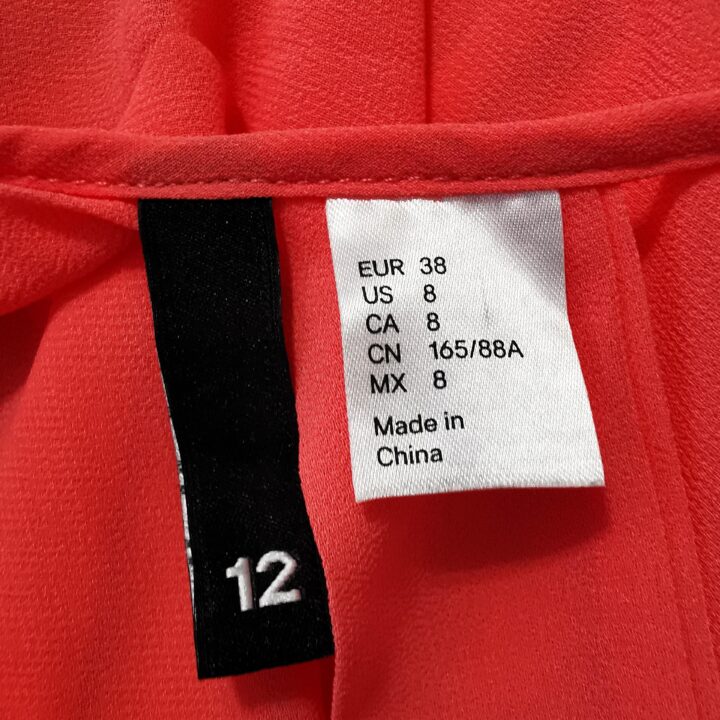 EUR 38
US 8
CA 8
CN 165/88A
MX 8
Made in
China
12